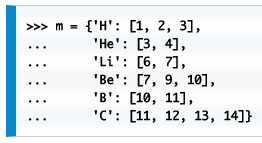 >>> m = {'H': [1, 2, 3],
...      'He': [3, 4],
...      'Li': [6, 7],
...      'Be': [7, 9, 10],
...      'B': [10, 11],
...      'C': [11, 12, 13, 14]}